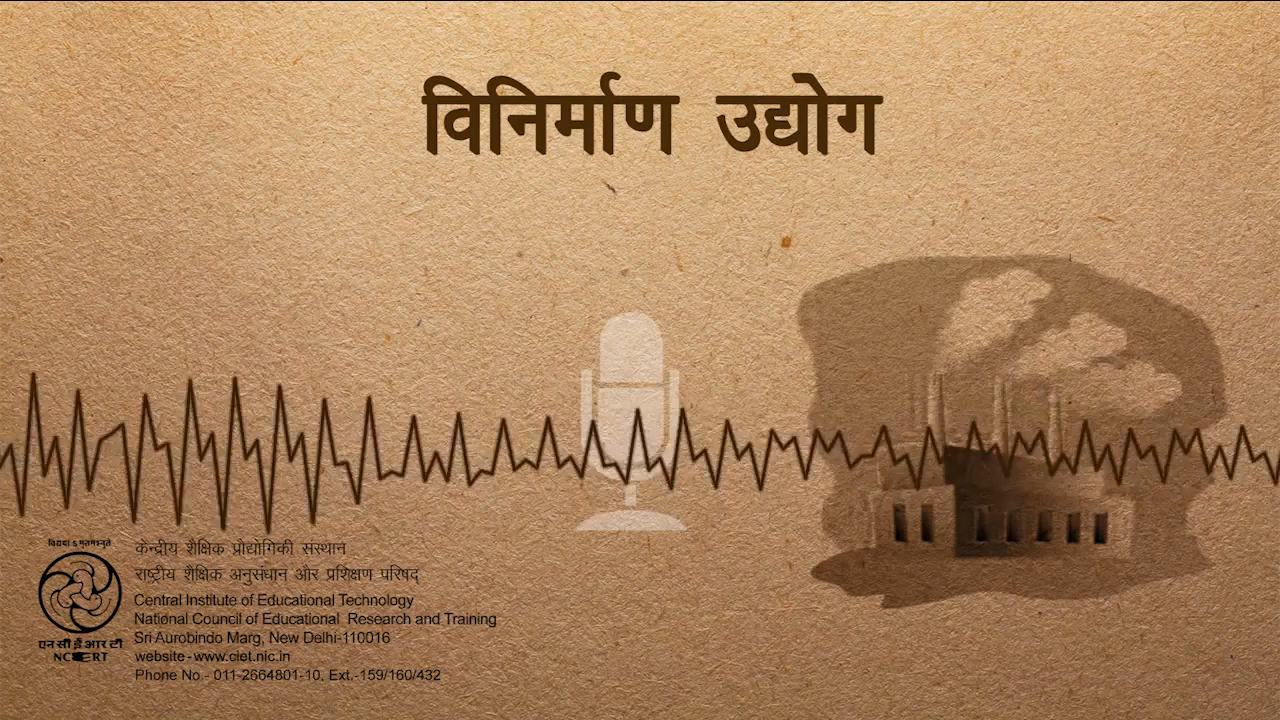 विनिर्माण उद्योग
विद्यया ऽ मृतमश्नुते
एन सी ई आर टी
NCERT
केन्द्रीय शैक्षिक प्रौद्योगिकी संस्थान
राष्ट्रीय शैक्षिक अनुसंधान और प्रशिक्षण परिषद्
Central Institute of Educational Technology
National Council of Educational Research and Training
Sri Aurobindo Marg, New Delhi-110016
website - www.ciet.nic.in
Phone No.- 011-2664801-10, Ext.-159/160/432